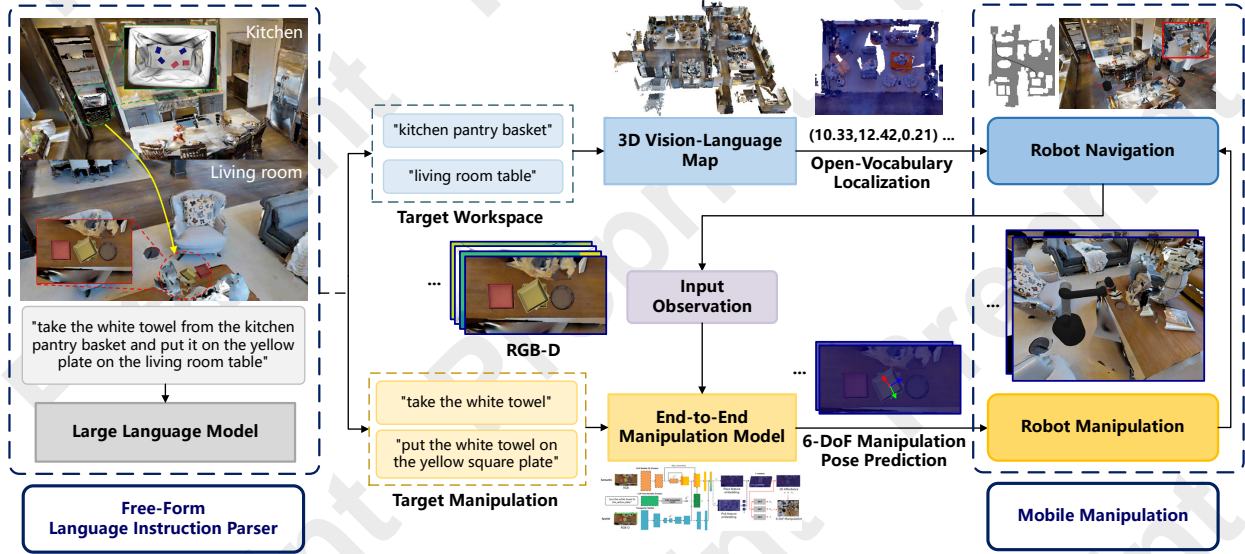 Kitchen
Living room
"take the white towel from the kitchen
pantry basket and put it on the yellow
plate on the living room table"
Large Language Model
Free-Form
Language Instruction Parser
"kitchen pantry basket"
"living room table"
Target Workspace
3D Vision-Language
Map
(10.33,12.42,0.21) ...
Open-Vocabulary
Localization
Robot Navigation
...
RGB-D
Input
Observation
...
...
"take the white towel"
"put the white towel on
the yellow square plate"
Target Manipulation
End-to-End
Manipulation Model
6-DoF Manipulation
Pose Prediction
Robot Manipulation
Mobile Manipulation
Preprint